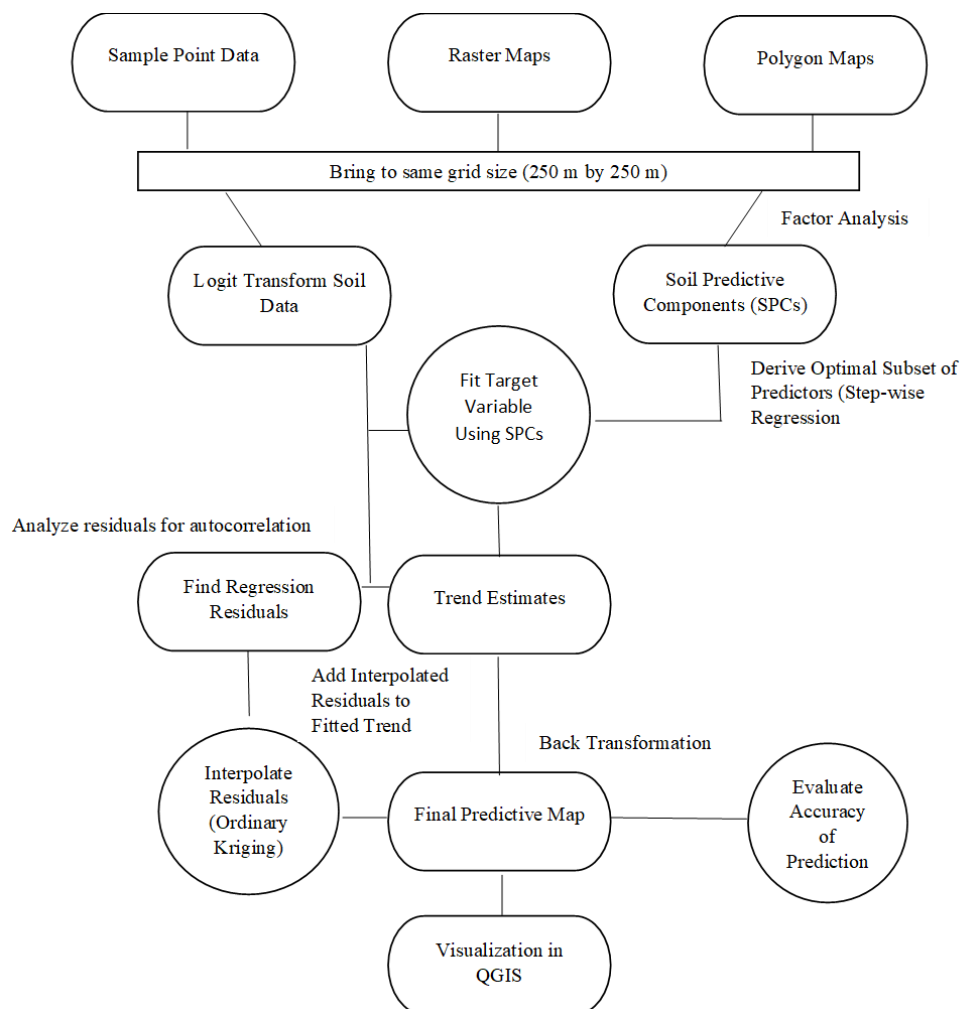 Sample Point Data
Raster Maps
Polygon Maps
Bring to same grid size (250 m by 250 m)
Factor Analysis
Logit Transform Soil
Data
Soil Predictive
Components (SPCs)
Fit Target
Variable
Using SPCs
Derive Optimal Subset of
Predictors (Step-wise
Regression
Analyze residuals for autocorrelation
Find Regression
Residuals
Trend Estimates
Add Interpolated
Residuals to
Fitted Trend
Back Transformation
Interpolate
Residuals
(Ordinary
Kriging)
Final Predictive Map
Evaluate
Accuracy
of
Prediction
Visualization in
QGIS